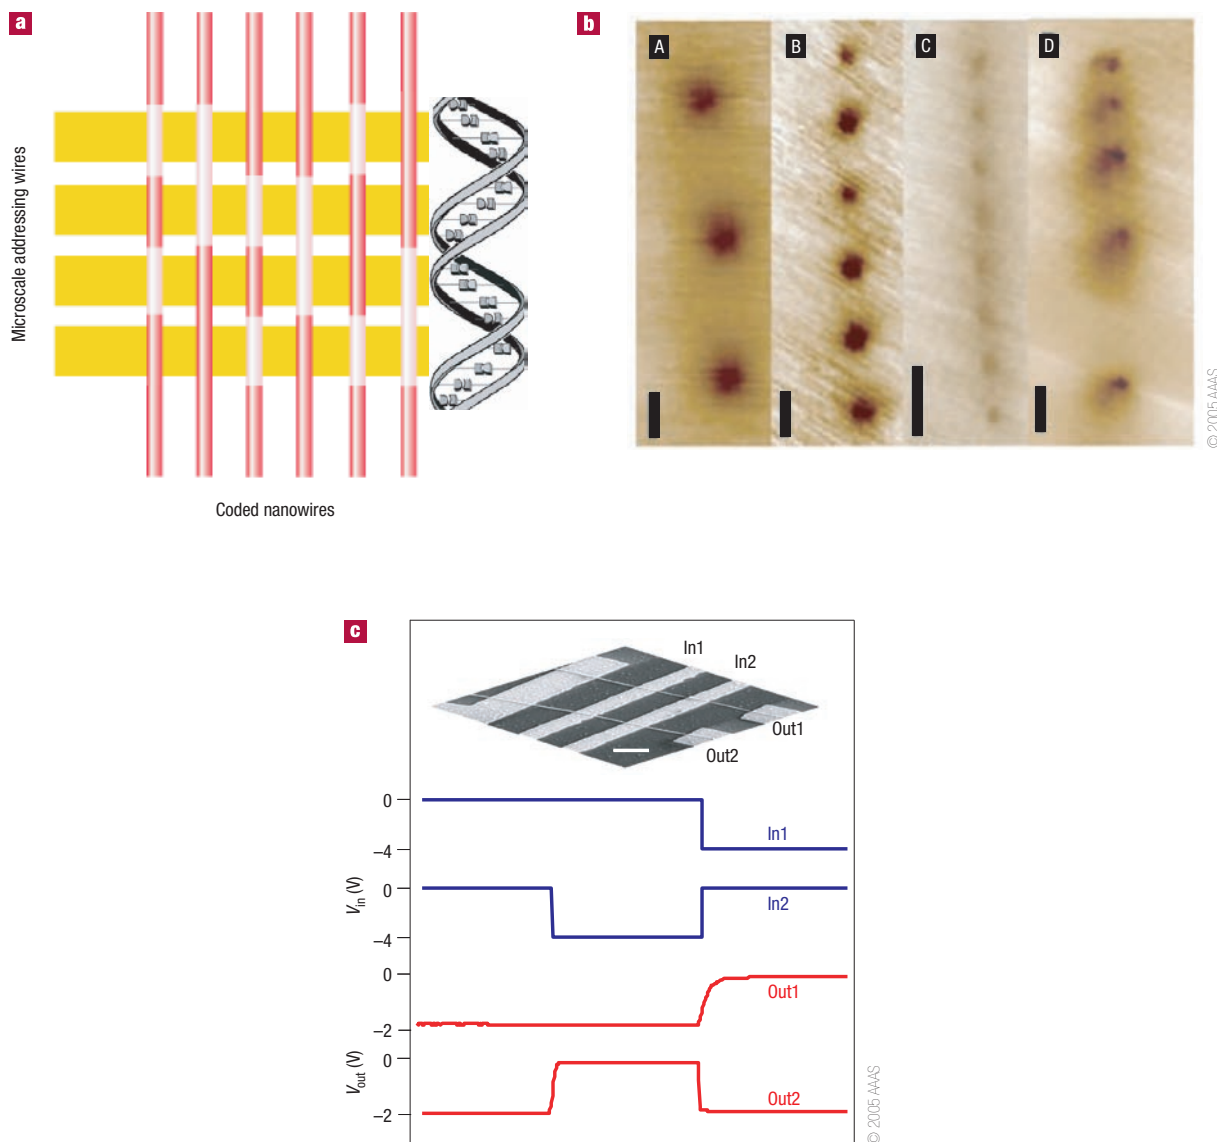 a
Microscale addressing wires
Coded nanowires
b
A
B
C
D
© 2005 AAAS
c
In1
In2
Out1
Out2
0
–4
In1
Vin (V)
0
–4
In2
0
–2
Out1
Vout (V)
0
–2
Out2
© 2005 AAAS